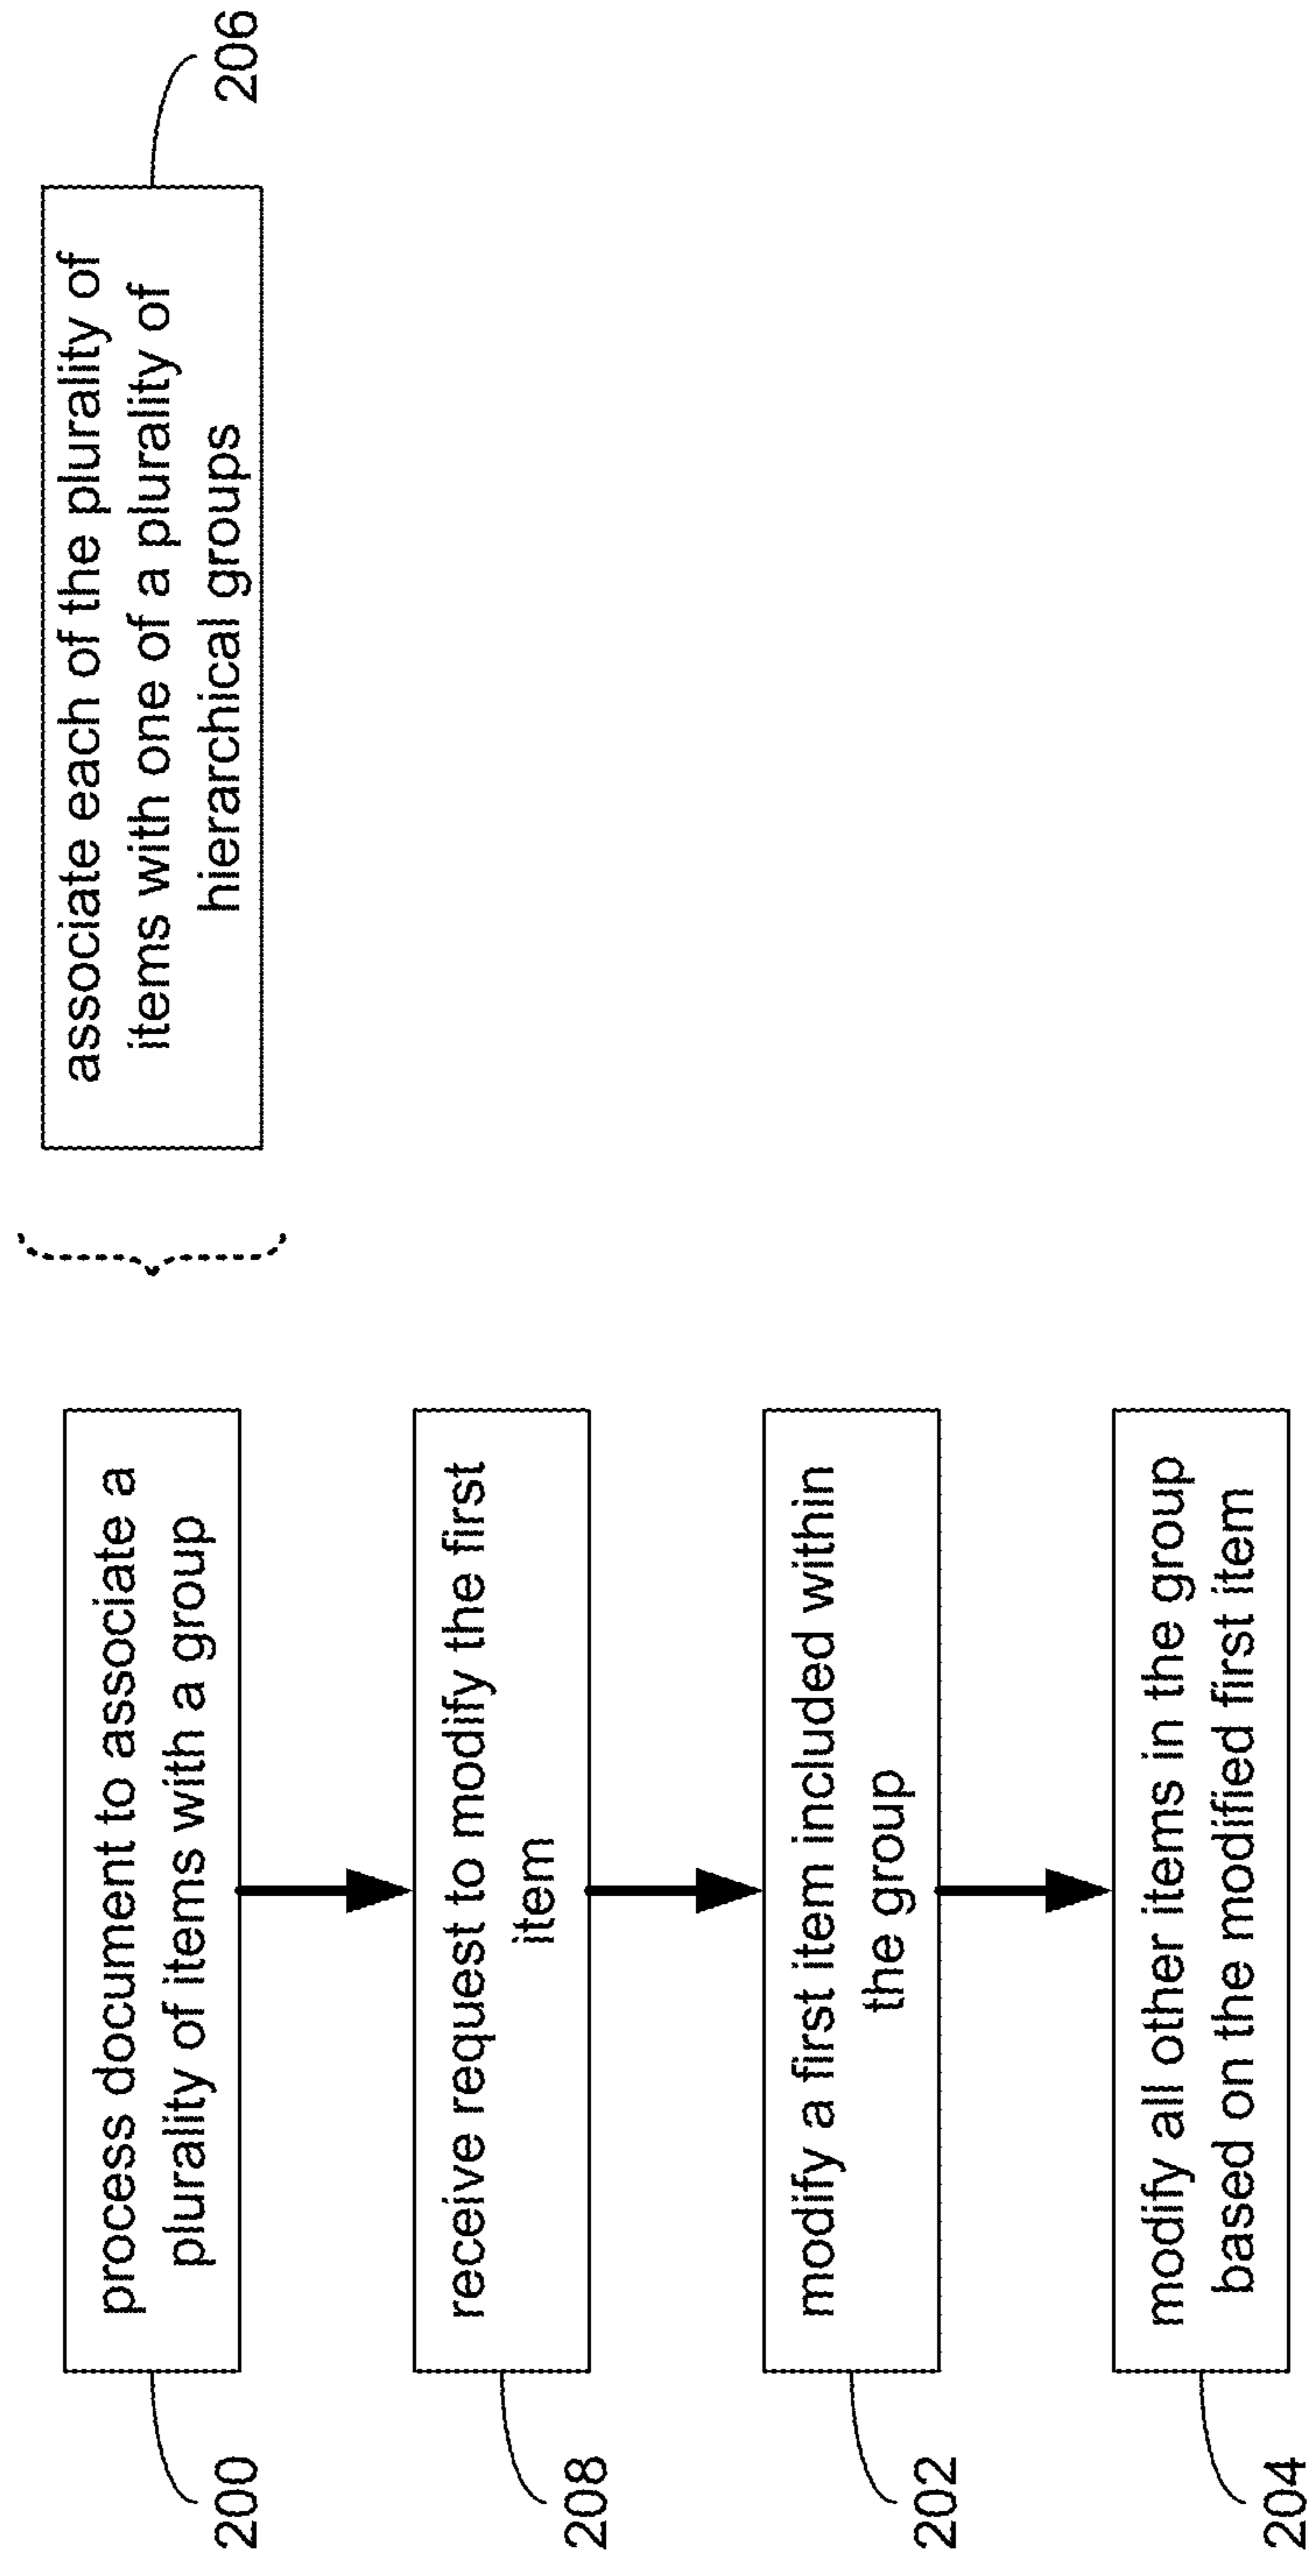 process document to associate a
plurality of items with a group
200
associate each of the plurality of
items with one of a plurality of
hierarchical groups
206
receive request to modify the first
item
208
modify a first item included within
the group
202
modify all other items in the group
based on the modified first item
204